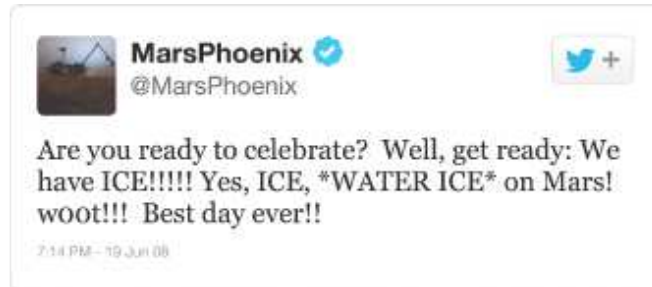 MarsPhoenix
@MarsPhoenix
+
Are you ready to celebrate?  Well, get ready: We
have ICE!!!!! Yes, ICE, *WATER ICE* on Mars!
w00t!!!  Best day ever!!
7:14 PM - 19 Jun 08